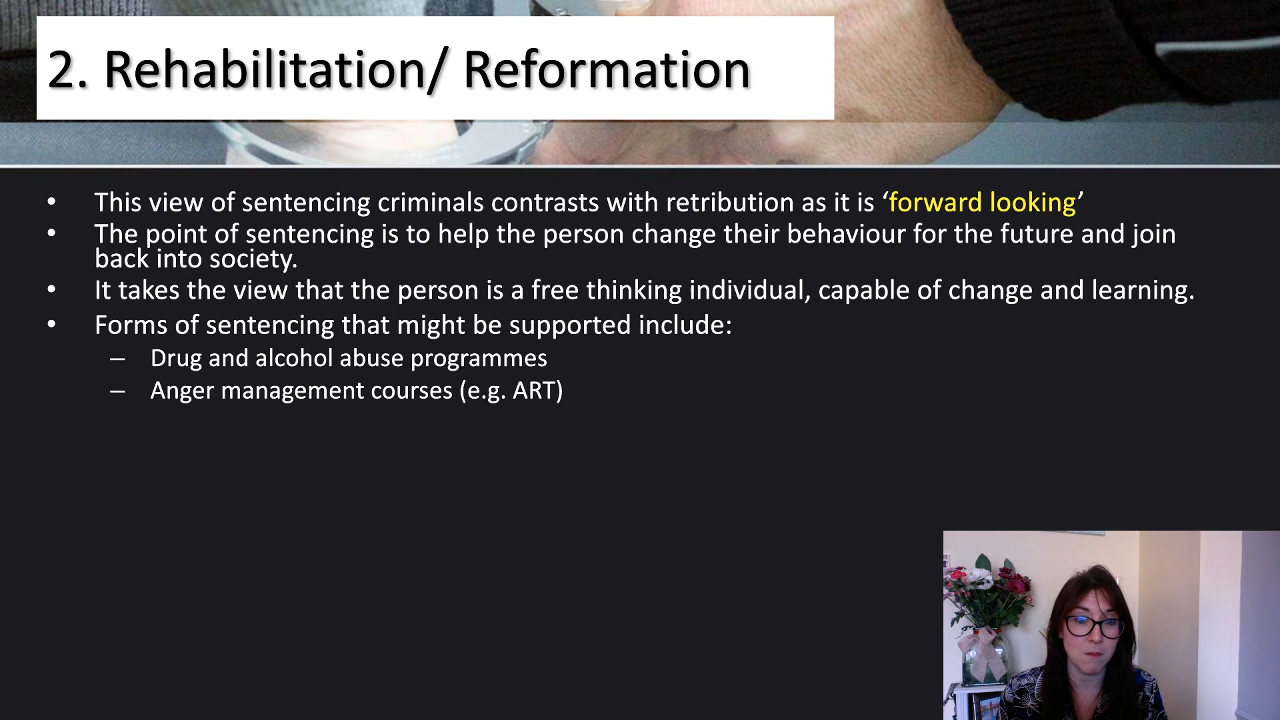 2. Rehabilitation/ Reformation
• This view of sentencing criminals contrasts with retribution as it is ‘forward looking’
• The point of sentencing is to help the person change their behaviour for the future and join
back into society.
• It takes the view that the person is a free thinking individual, capable of change and learning.
• Forms of sentencing that might be supported include:
– Drug and alcohol abuse programmes
– Anger management courses (e.g. ART)